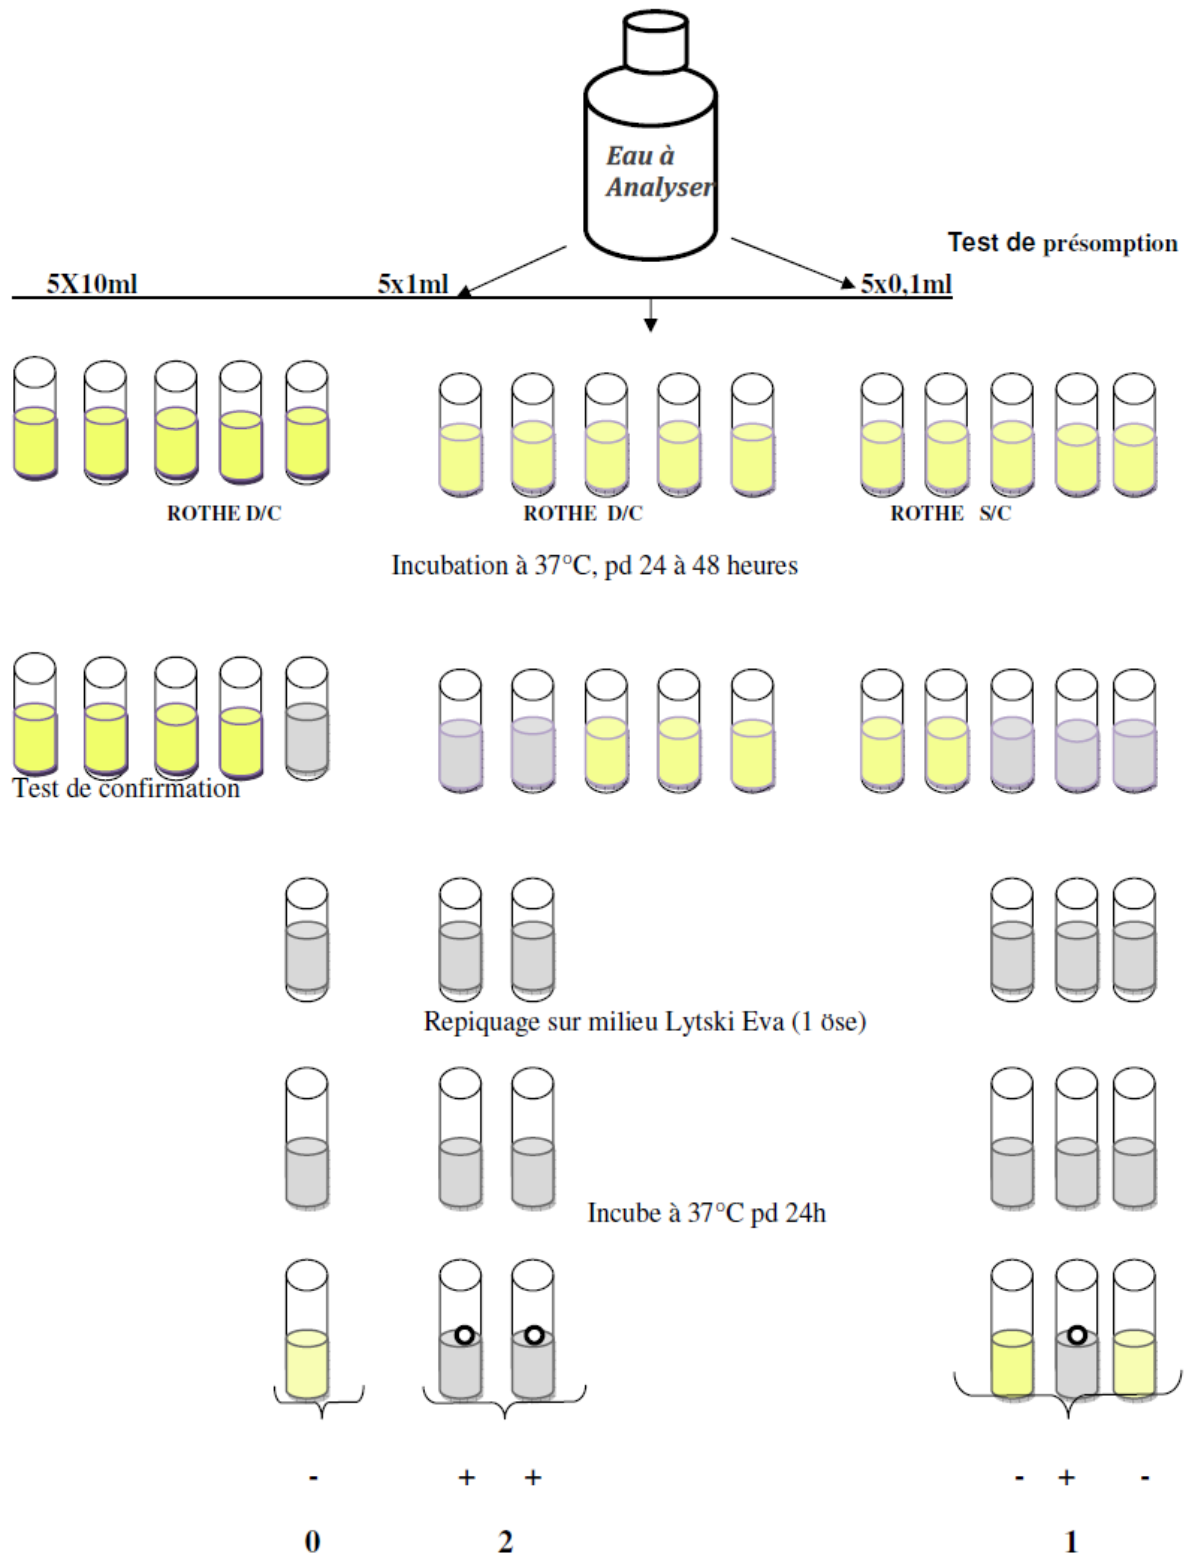 Eau à
Analyser
Test de présomption
5X10ml 5x1ml 5x0,1ml
ROTHE D/C ROTHE D/C ROTHE S/C
Incubation à 37°C, pd 24 à 48 heures
Test de confirmation
Repiquage sur milieu Lytski Eva (1 öse)
Incube à 37°C pd 24h
- + + - + -
0 2 1